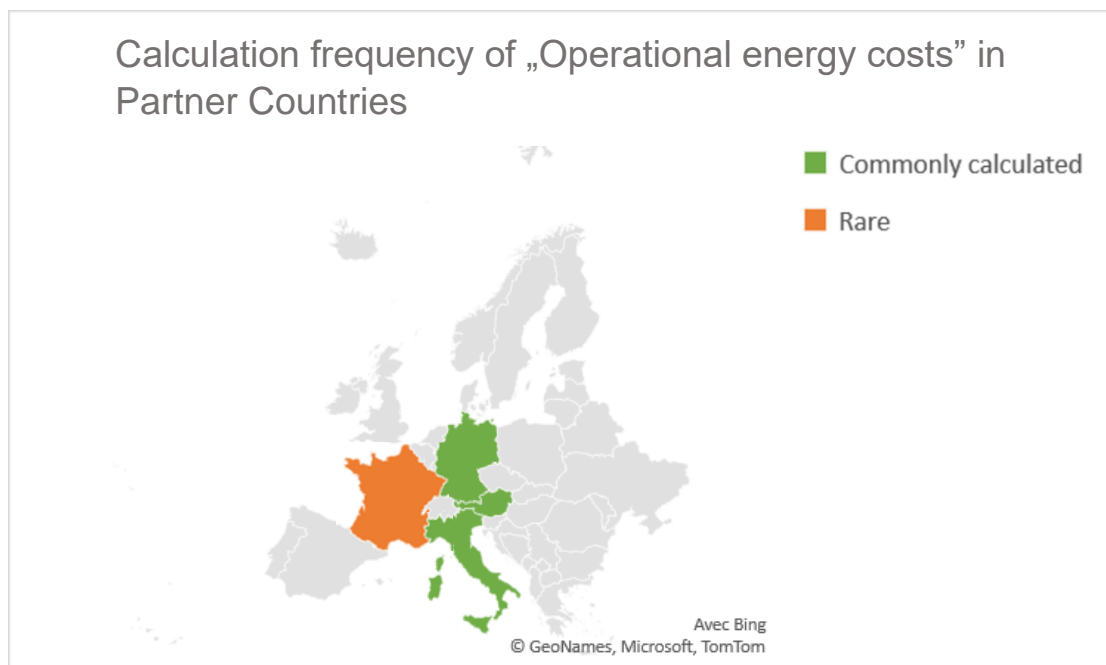 Calculation frequency of „Operational energy costs” in
Partner Countries
Commonly calculated
Rare
Avec Bing
© GeoNames, Microsoft, TomTom